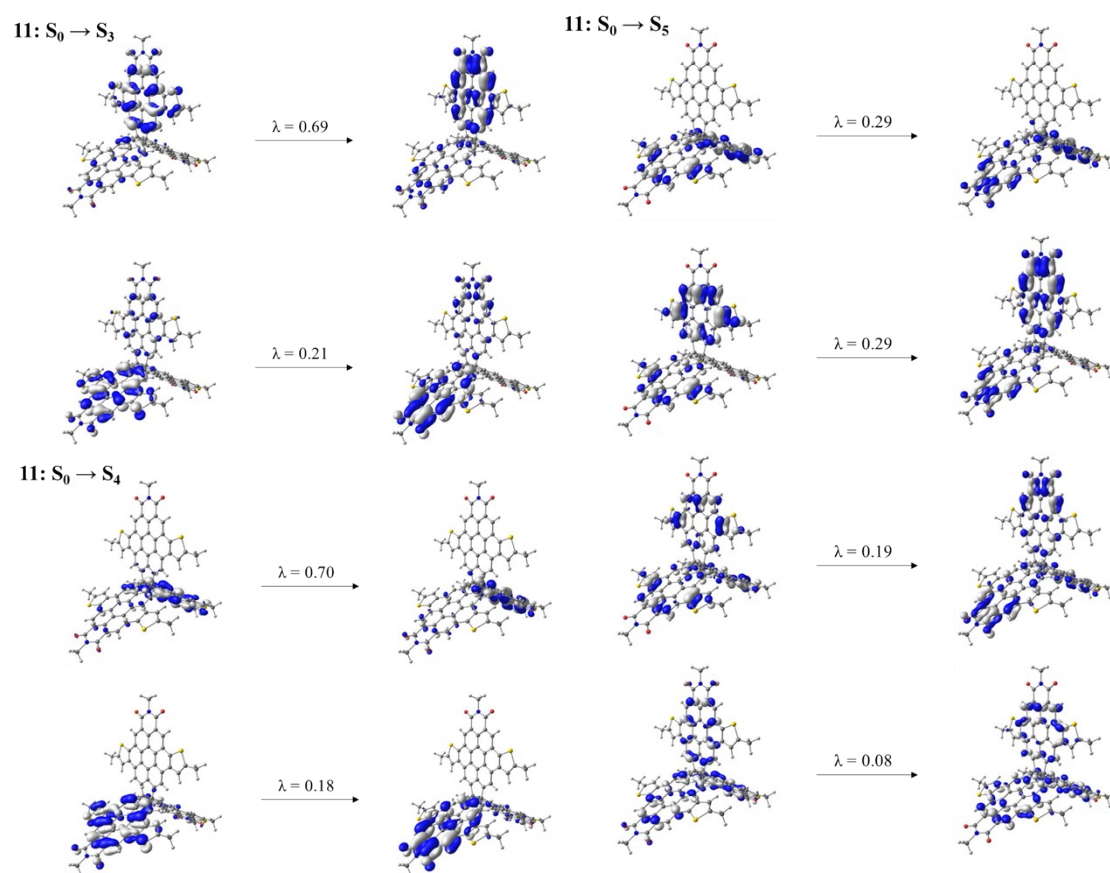 11: S₀ → S₃
λ = 0.69
λ = 0.21
11: S₀ → S₄
λ = 0.70
λ = 0.18
11: S₀ → S₅
λ = 0.29
λ = 0.29
λ = 0.19
λ = 0.08